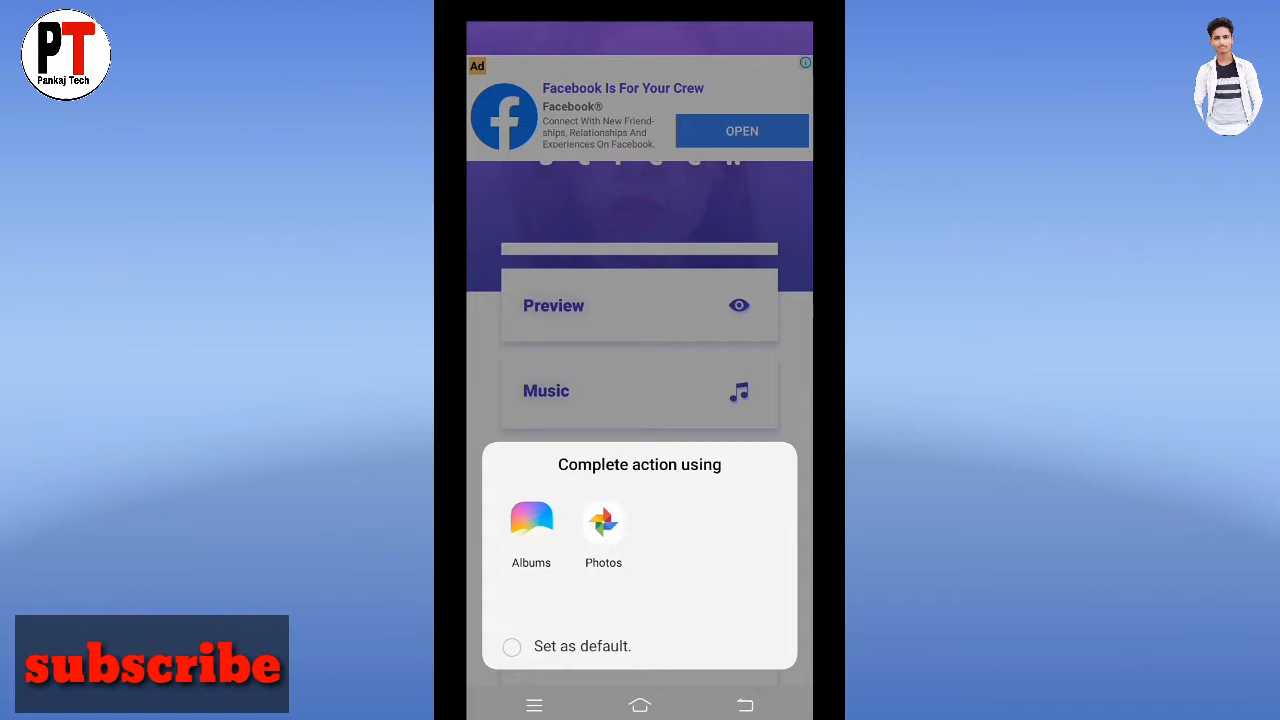 PT
Pankaj Tech
Ad
Facebook Is For Your Crew
Facebook®
Connect With New Friend-
ships, Relationships And
Experiences On Facebook.
OPEN
Preview
Music
Complete action using
Albums
Photos
Set as default.
subscribe